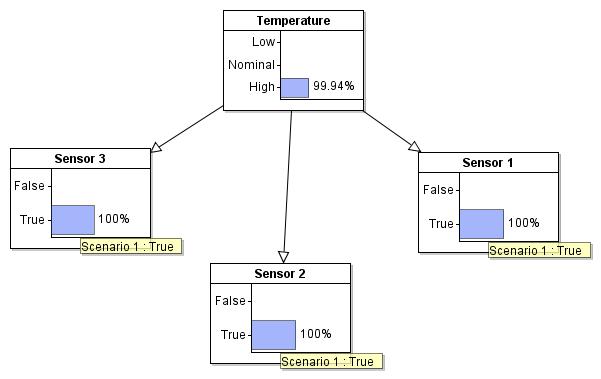 Temperature
Low
Nominal
High 99.94%
Sensor 3
False
True 100%
Scenario 1 : True
Sensor 1
False
True 100%
Scenario 1 : True
Sensor 2
False
True 100%
Scenario 1 : True